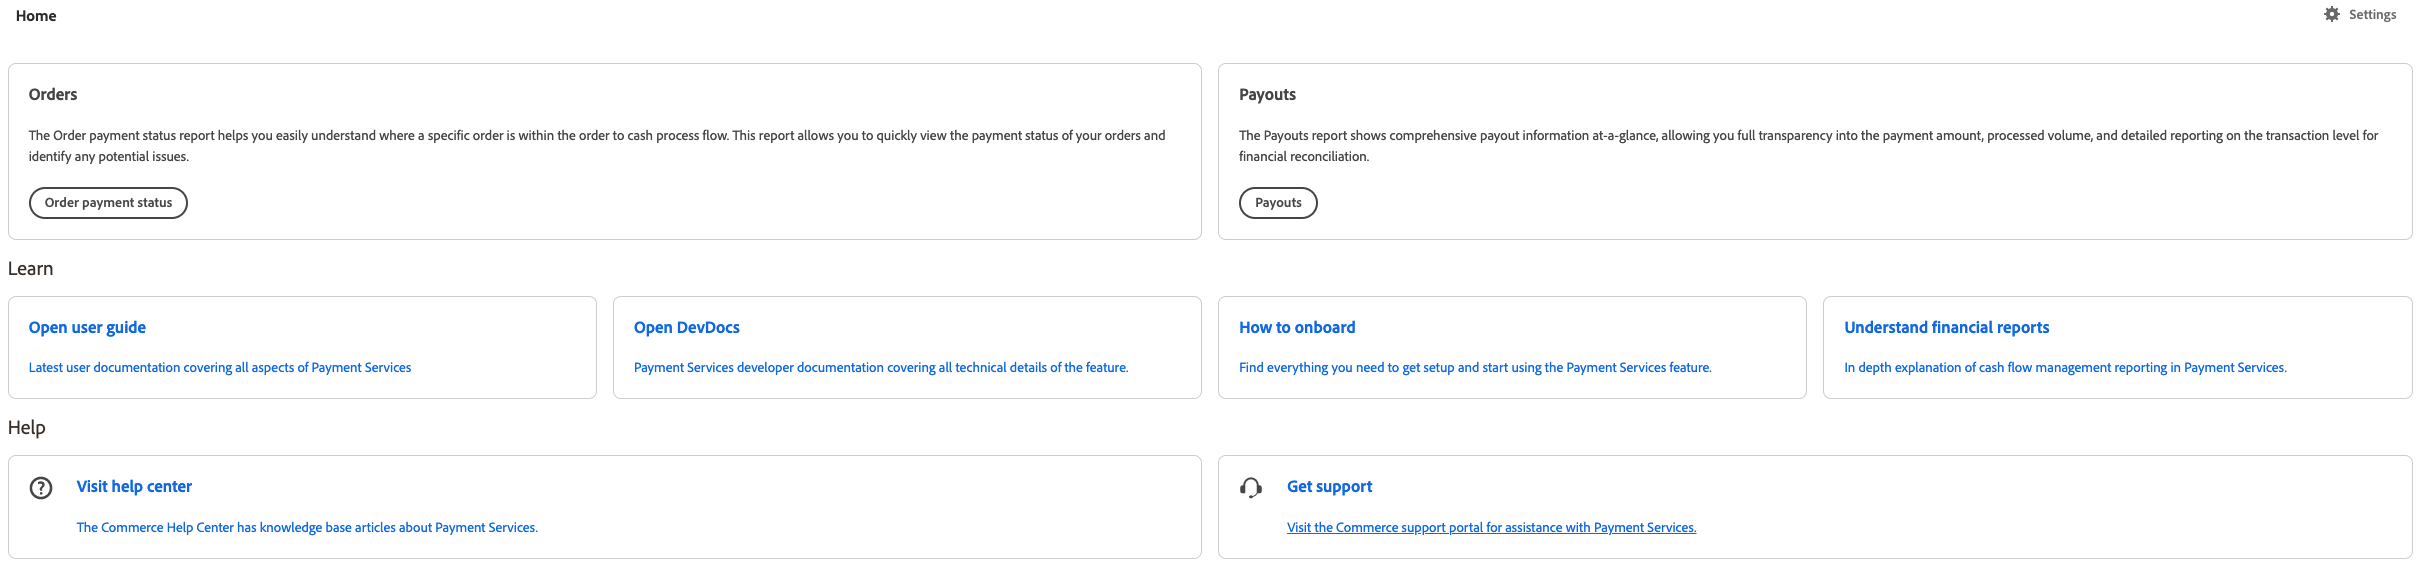 Home
Settings
Orders
The Order payment status report helps you easily understand where a specific order is within the order to cash process flow. This report allows you to quickly view the payment status of your orders and
identify any potential issues.
Order payment status
Payouts
The Payouts report shows comprehensive payout information at-a-glance, allowing you full transparency into the payment amount, processed volume, and detailed reporting on the transaction level for
financial reconciliation.
Payouts
Learn
Open user guide
Latest user documentation covering all aspects of Payment Services
Open DevDocs
Payment Services developer documentation covering all technical details of the feature.
How to onboard
Find everything you need to get setup and start using the Payment Services feature.
Understand financial reports
In depth explanation of cash flow management reporting in Payment Services.
Help
Visit help center
The Commerce Help Center has knowledge base articles about Payment Services.
Get support
Visit the Commerce support portal for assistance with Payment Services.